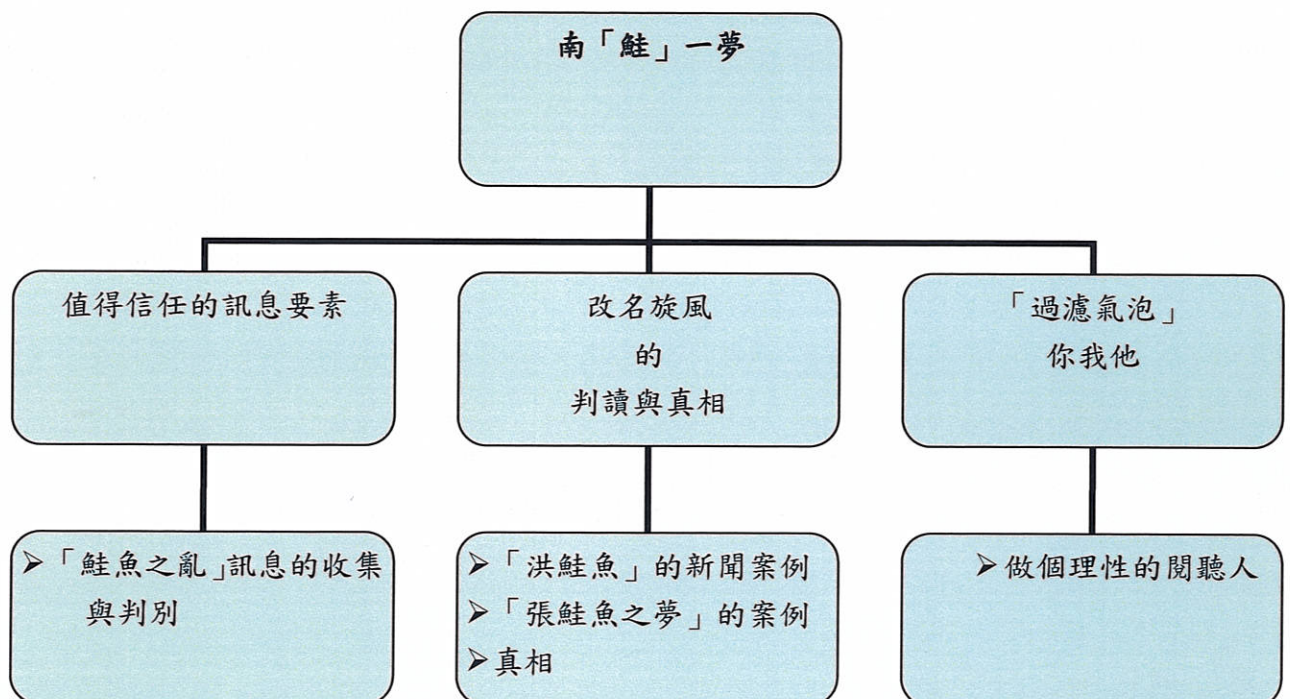 南「鮭」一夢
值得信任的訊息要素
改名旋風
的
判讀與真相
「過濾氣泡」
你我他
➢「鮭魚之亂」訊息的收集
與判別
➢「洪鮭魚」的新聞案例
➢「張鮭魚之夢」的案例
➢真相
➢做個理性的閱聽人